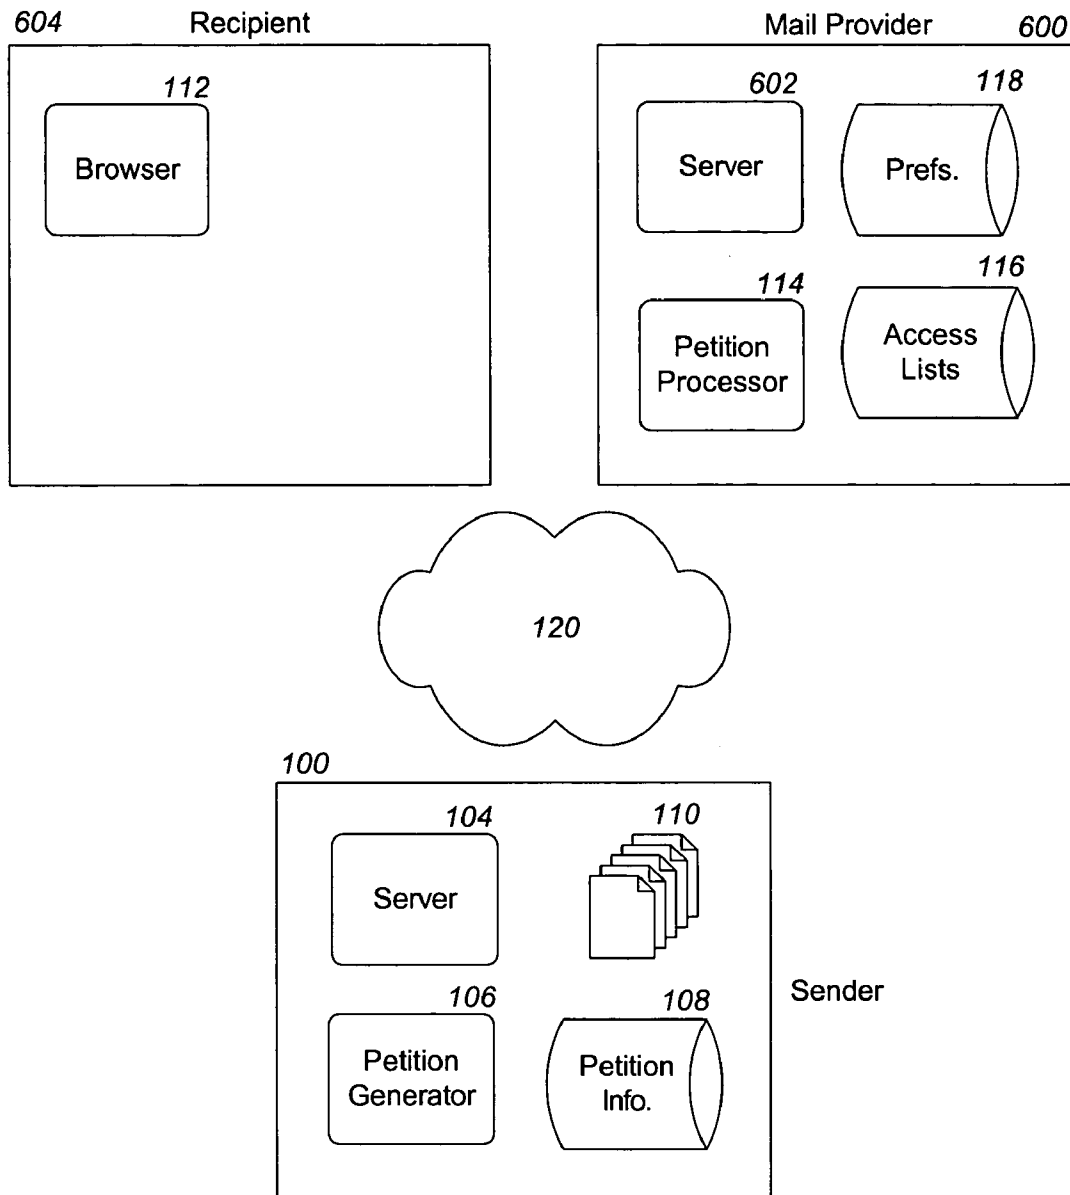 604 Recipient
Mail Provider 600
112
Browser
602
Server
118
Prefs.
114
Petition
Processor
116
Access
Lists
120
100
104
Server
110
Sender
106
Petition
Generator
108
Petition
Info.